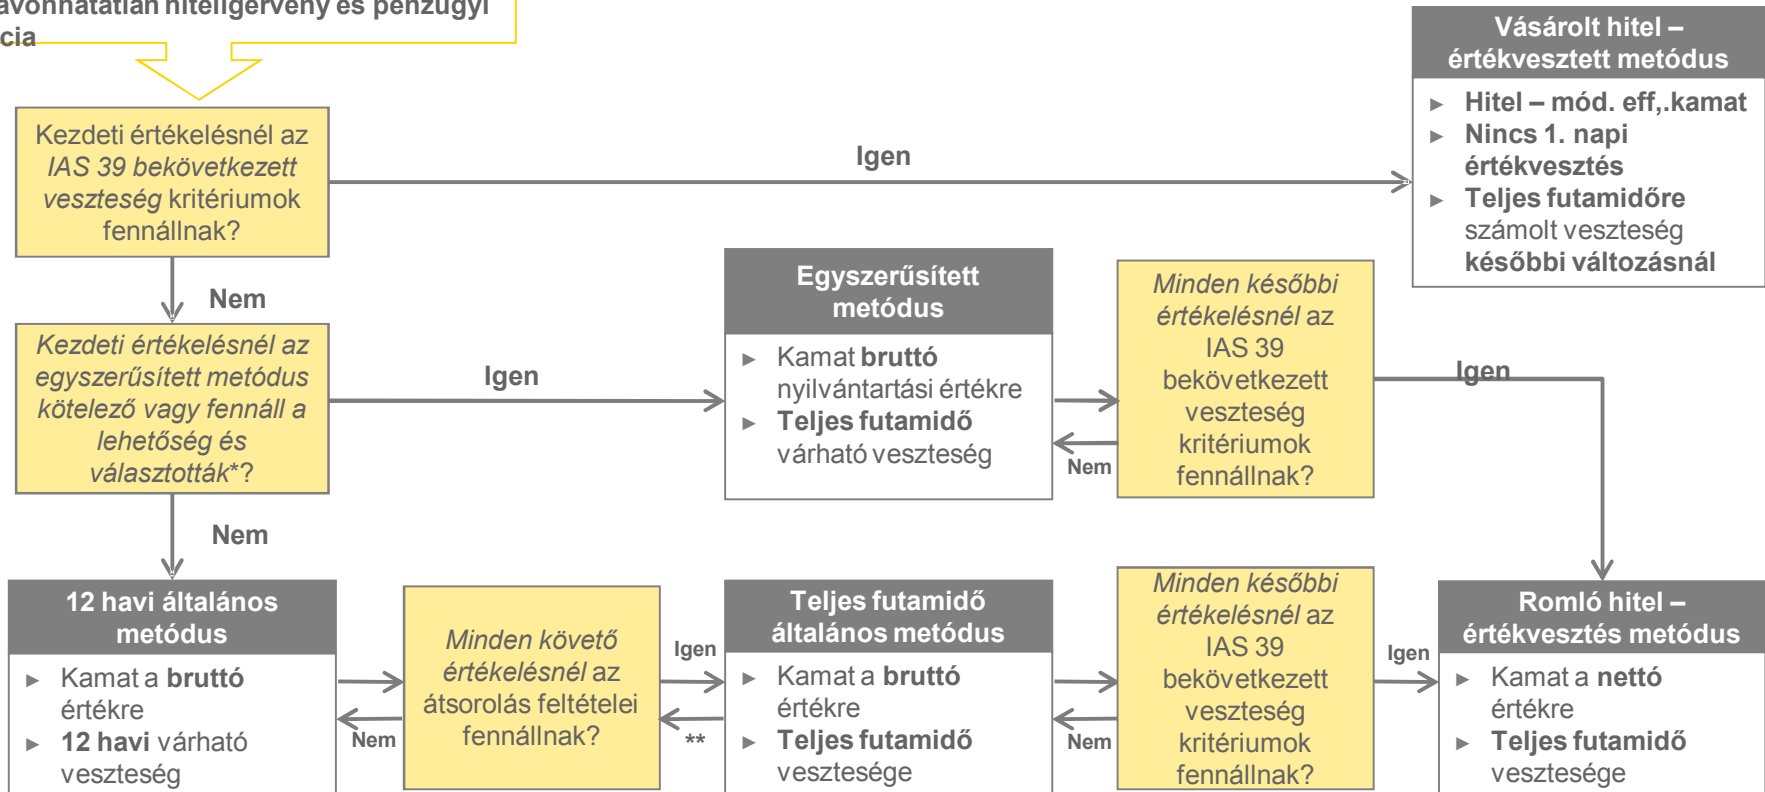 cia
Kezdeti értékelésnél az
IAS 39 bekövetkezett
veszteség kritériumok
fennállnak?
Igen
Vásárolt hitel –
értékvesztett metódus
► Hitel – mód. eff,.kamat
► Nincs 1. napi
értékvesztés
► Teljes futamidőre
számolt veszteség
későbbi változásnál
Nem
Kezdeti értékelésnél az
egyszerűsített metódus
kötelező vagy fennáll a
lehetőség és
választották*?
Igen
Egyszerűsített
metódus
► Kamat bruttó
nyilvántartási értékre
► Teljes futamidő
várható veszteség
Nem
Minden későbbi
értékelésnél az
IAS 39
bekövetkezett
veszteség
kritériumok
fennállnak?
Igen
Nem
12 havi általános
metódus
► Kamat a bruttó
értékre
► 12 havi várható
veszteség
Nem
Minden követő
értékelésnél az
átsorolás feltételei
fennállnak?
Igen
**
Teljes futamidő
általános metódus
► Kamat a bruttó
értékre
► Teljes futamidő
vesztesége
Nem
Minden későbbi
értékelésnél az
IAS 39
bekövetkezett
veszteség
kritériumok
fennállnak?
Igen
Romló hitel –
értékvesztés metódus
► Kamat a nettó
értékre
► Teljes futamidő
vesztesége